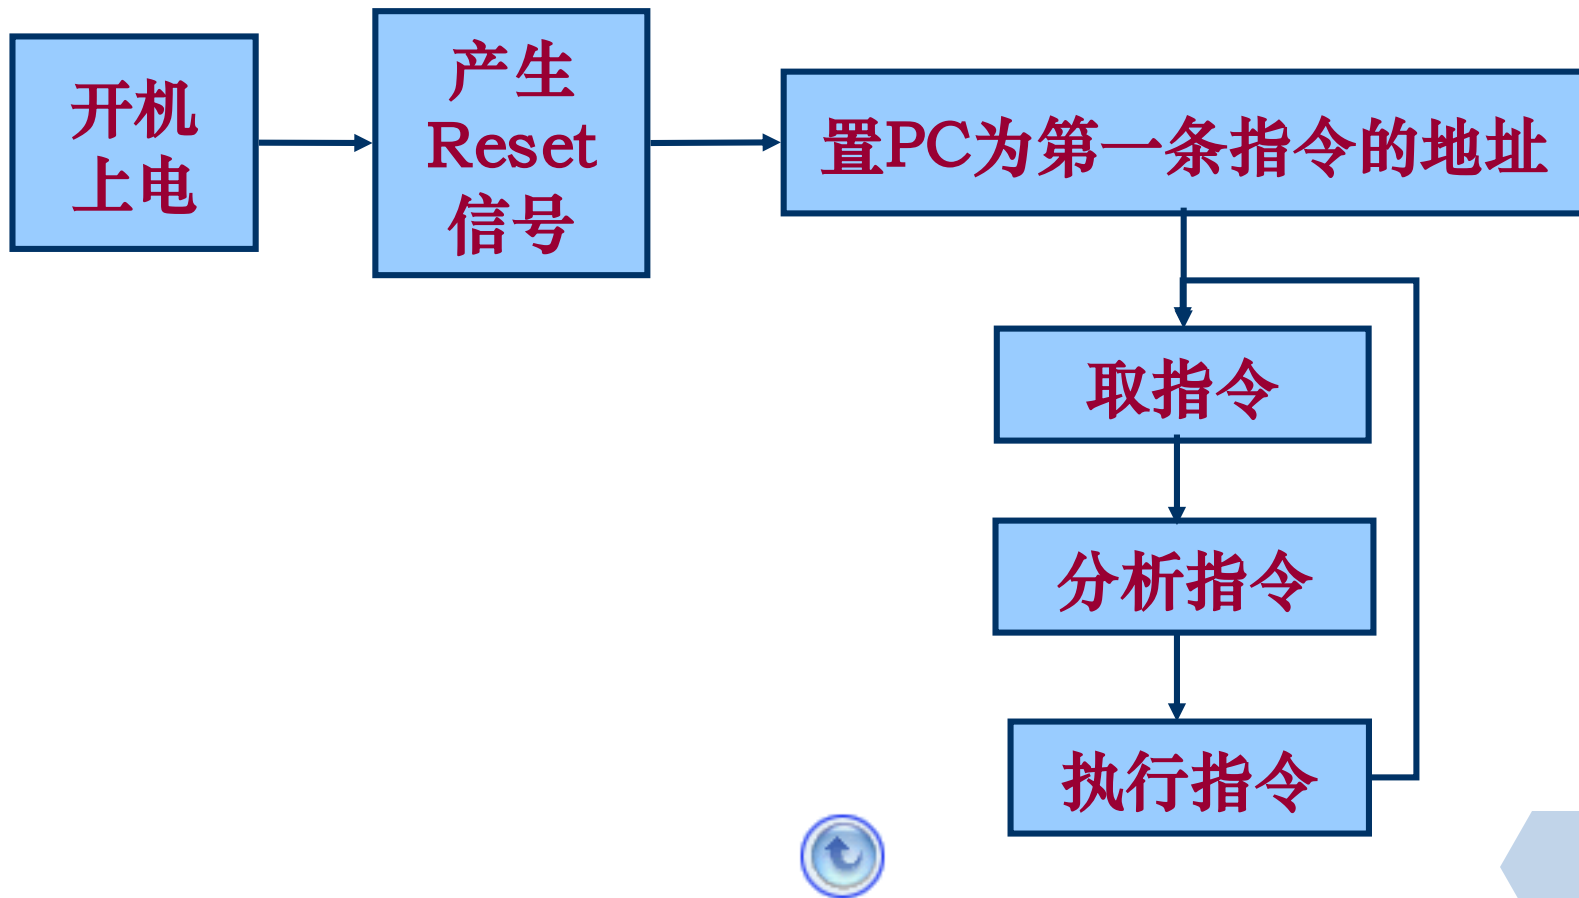 开机
上电
产生
Reset
信号
置PC为第一条指令的地址
取指令
分析指令
执行指令